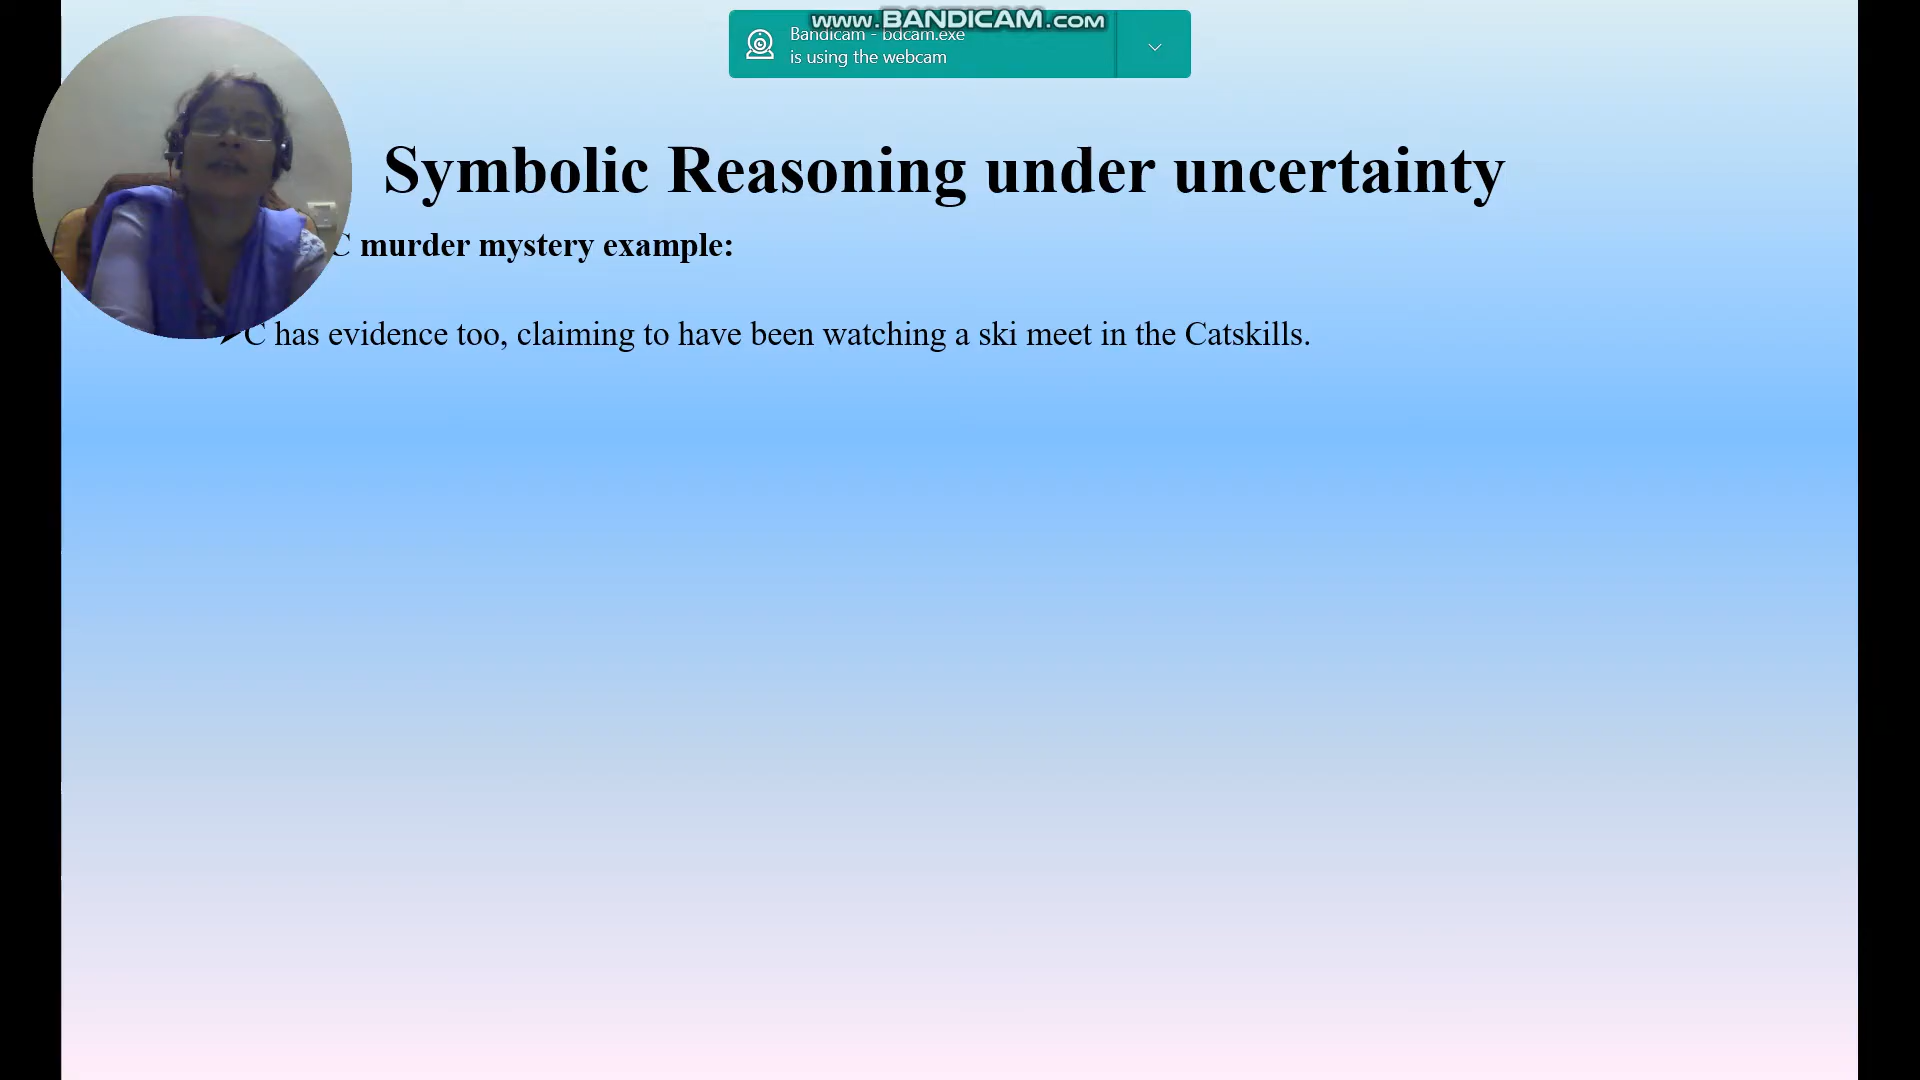 www.BANDICAM.com
Bandicam - bdcam.exe
is using the webcam
Symbolic Reasoning under uncertainty
C murder mystery example:
C has evidence too, claiming to have been watching a ski meet in the Catskills.